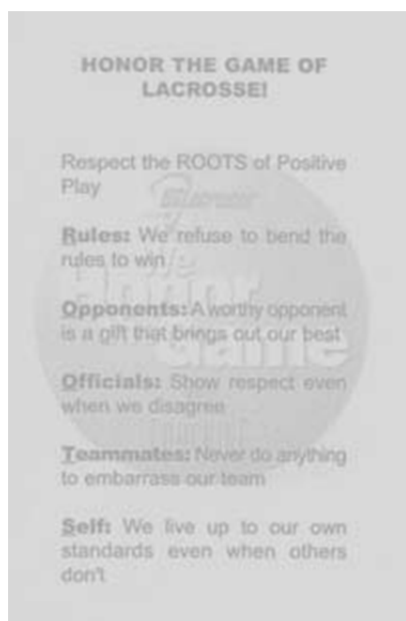 HONOR THE GAME OF
LACROSSE!
Respect the ROOTS of Positive
Play
Rules: We refuse to bend the
rules to win
Opponents: A worthy opponent
is a gift that brings out our best
Officials: Show respect even
when we disagree
Teammates: Never do anything
to embarrass our team
Self: We live up to our own
standards even when others
don't
Honor
Game